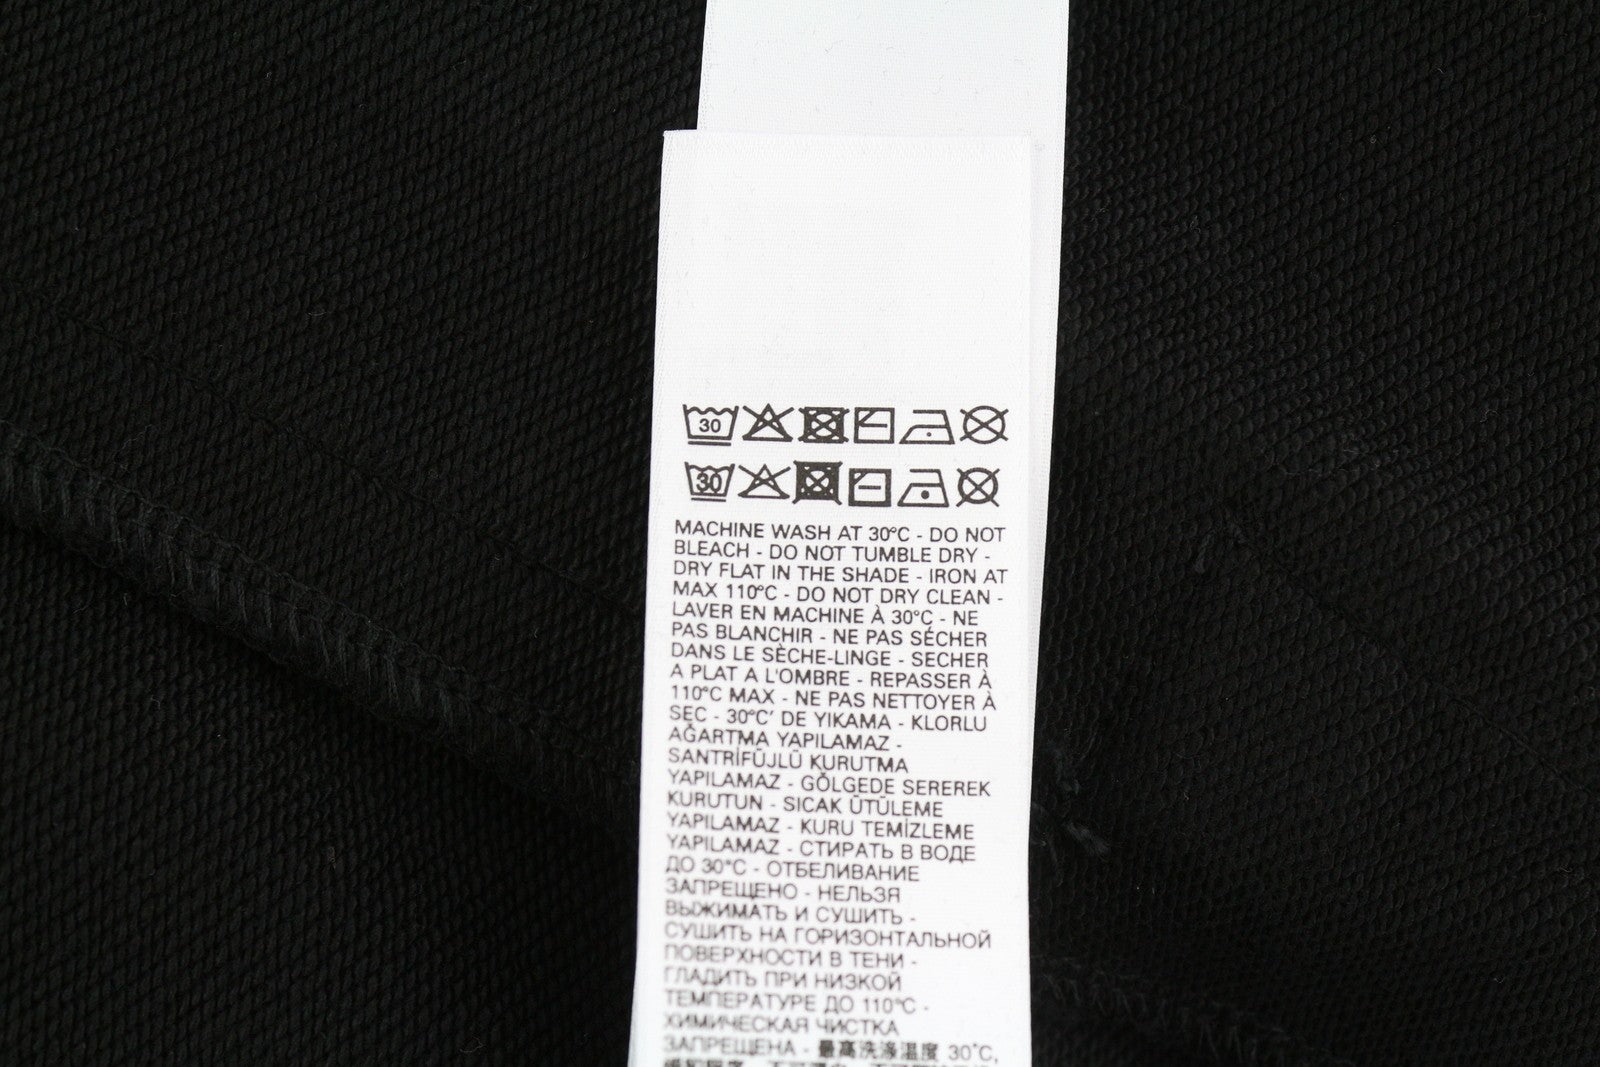 30
30
MACHINE WASH AT 30°C - DO NOT
BLEACH - DO NOT TUMBLE DRY -
DRY FLAT IN THE SHADE - IRON AT
MAX 110°C - DO NOT DRY CLEAN -
LAVER EN MACHINE À 30°C - NE
PAS BLANCHIR - NE PAS SÉCHER
DANS LE SÈCHE-LINGE - SECHER
A PLAT A L'OMBRE - REPASSER À
110°C MAX - NE PAS NETTOYER À
SEC - 30°C' DE YIKAMA - KLORLU
AĞARTMA YAPILAMAZ -
SANTRİFÜJLÜ KURUTMA
YAPILAMAZ - GÖLGEDE SEREREK
KURUTUN - SICAK ÜTÜLEME
YAPILAMAZ - KURU TEMİZLEME
YAPILAMAZ - СТИРАТЬ В ВОДЕ
ДО 30°C - ОТБЕЛИВАНИЕ
ЗАПРЕЩЕНО - НЕЛЬЗЯ
ВЫЖИМАТЬ И СУШИТЬ -
СУШИТЬ НА ГОРИЗОНТАЛЬНОЙ
ПОВЕРХНОСТИ В ТЕНИ -
ГЛАДИТЬ ПРИ НИЗКОЙ
ТЕМПЕРАТУРЕ ДО 110°C -
ХИМИЧЕСКАЯ ЧИСТКА
ЗАПРЕЩЕНА - 最高洗涤温度 30°C,